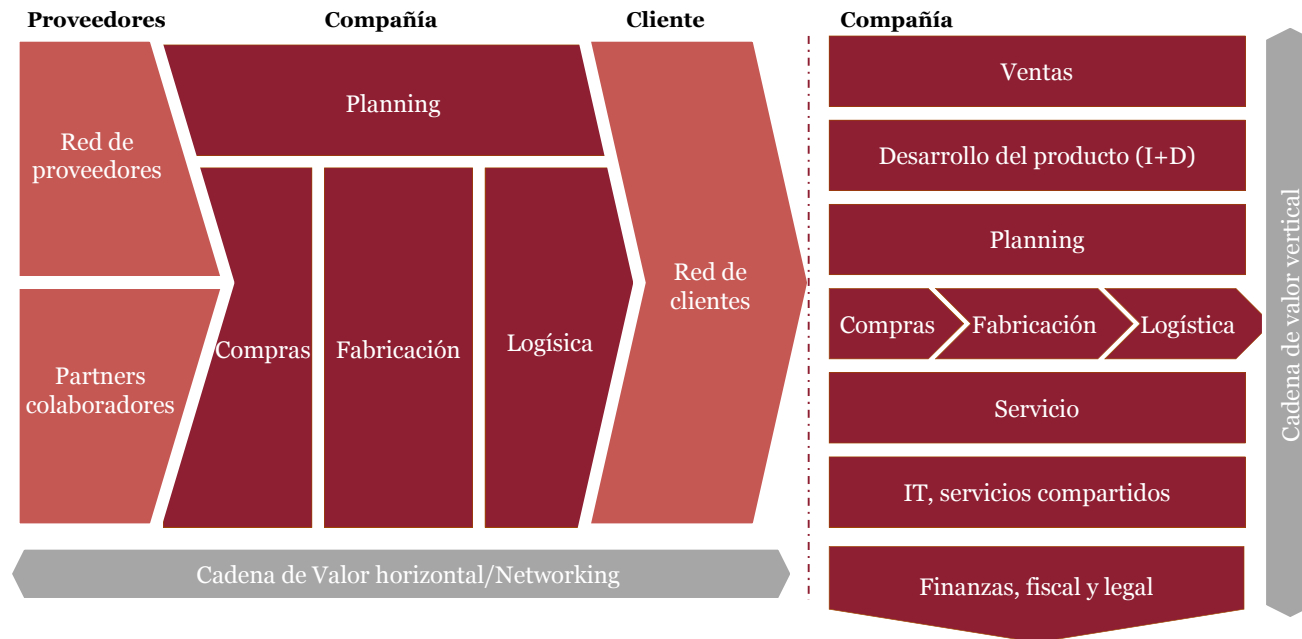 Proveedores
Compañía
Cliente
Planning
Red de
proveedores
Partners
colaboradores
Compras
Fabricación
Logísica
Red de
clientes
Cadena de Valor horizontal/Networking
Compañía
Ventas
Desarrollo del producto (I+D)
Planning
Compras
Fabricación
Logística
Servicio
IT, servicios compartidos
Finanzas, fiscal y legal
Cadena de valor vertical